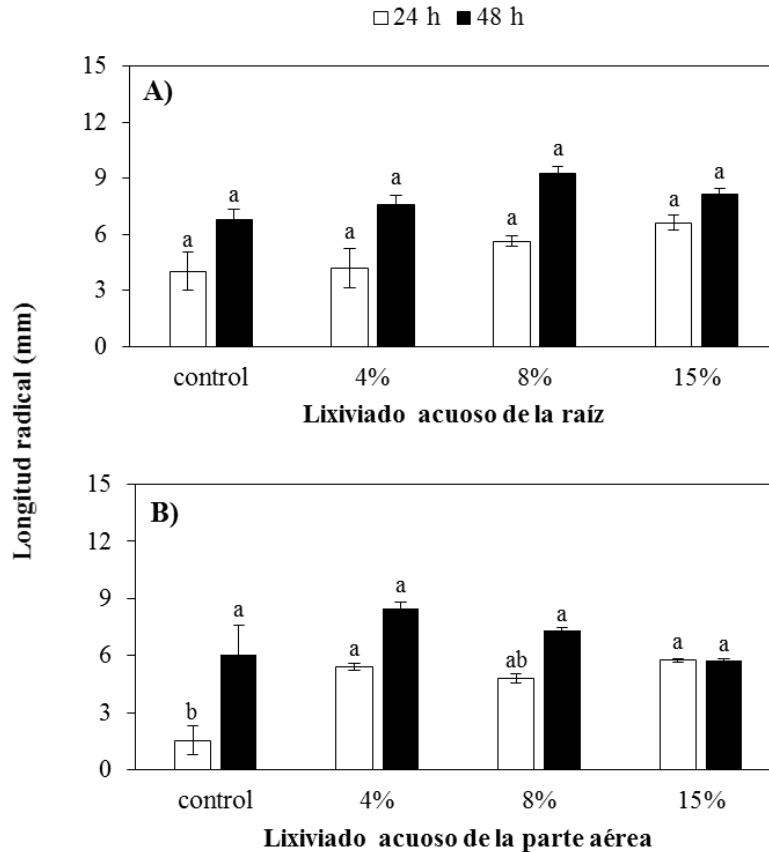 24 h 48 h
Longitud radical (mm)
A)
15
12
9
6
3
0
a a a a a a a a
control 4% 8% 15%
Lixiviado acuoso de la raíz
B)
15
12
9
6
3
0
b a a a ab a a a
control 4% 8% 15%
Lixiviado acuoso de la parte aérea